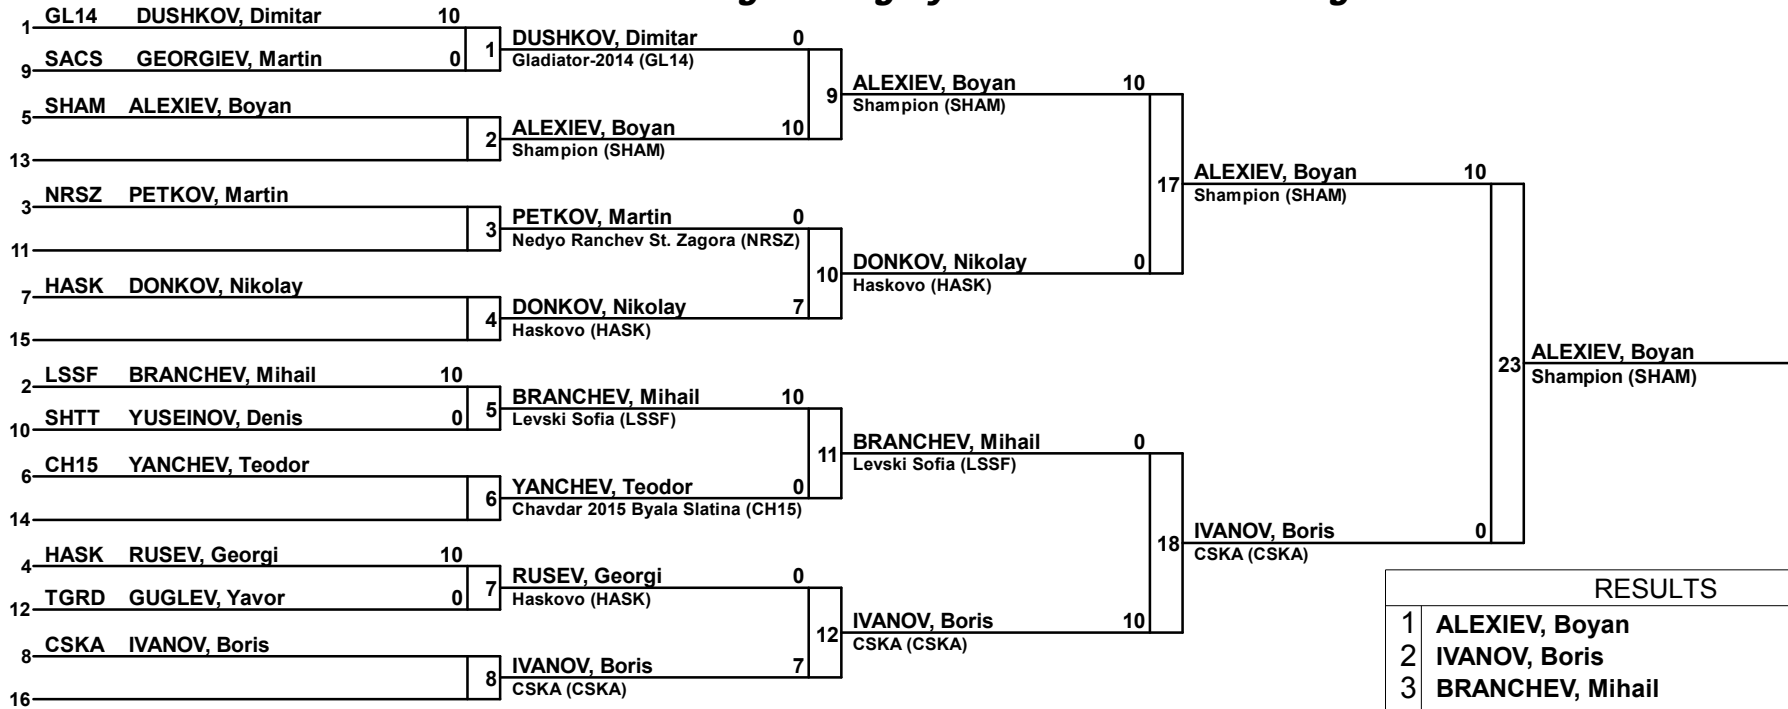 1 GL14 DUSHKOV, Dimitar 10
9 SACS GEORGIEV, Martin 0
1
DUSHKOV, Dimitar 0
Gladiator-2014 (GL14)
5 SHAM ALEXIEV, Boyan
13
2
ALEXIEV, Boyan 10
Shampion (SHAM)
9
ALEXIEV, Boyan 10
Shampion (SHAM)
3 NRSZ PETKOV, Martin
11
3
PETKOV, Martin 0
Nedyo Ranchev St. Zagora (NRSZ)
7 HASK DONKOV, Nikolay
15
4
DONKOV, Nikolay 7
Haskovo (HASK)
10
DONKOV, Nikolay 0
Haskovo (HASK)
17
ALEXIEV, Boyan 10
Shampion (SHAM)
2 LSSF BRANCHEV, Mihail 10
10 SHTT YUSEINOV, Denis 0
5
BRANCHEV, Mihail 10
Levski Sofia (LSSF)
6 CH15 YANCHEV, Teodor
14
6
YANCHEV, Teodor 0
Chavdar 2015 Byala Slatina (CH15)
11
BRANCHEV, Mihail 0
Levski Sofia (LSSF)
4 HASK RUSEV, Georgi 10
12 TGRD GUGLEV, Yavor 0
7
RUSEV, Georgi 0
Haskovo (HASK)
8 CSKA IVANOV, Boris
16
8
IVANOV, Boris 7
CSKA (CSKA)
12
IVANOV, Boris 10
CSKA (CSKA)
18
IVANOV, Boris 0
CSKA (CSKA)
23
ALEXIEV, Boyan
Shampion (SHAM)
RESULTS
1 ALEXIEV, Boyan
2 IVANOV, Boris
3 BRANCHEV, Mihail